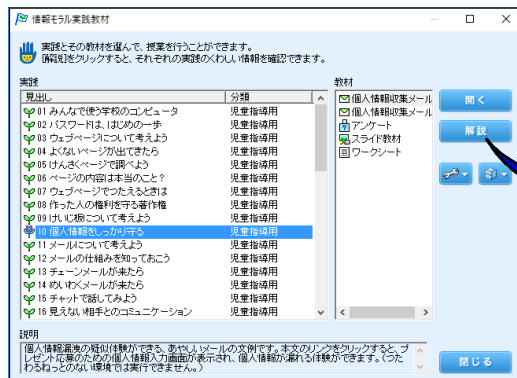 情報モラル実践教材
実践とその教材を選んで、授業を行うことができます。
[解説]をクリックすると、それぞれの実践のくわしい情報を確認できます。
実践
見出し 分類
01 みんなで使う学校のコンピュータ 児童指導用
02 パスワードは、はじめの一歩 児童指導用
03 ウェブページについて考えよう 児童指導用
04 よくないページが出てきたら 児童指導用
05 けんさくページで調べよう 児童指導用
06 ページの内容は本当のこと? 児童指導用
07 ウェブページでつたえるときは 児童指導用
08 作った人の権利を守る著作権 児童指導用
09 けいじ板について考えよう 児童指導用
10 個人情報をしっかり守る 児童指導用
11 メールについて考えよう 児童指導用
12 メールの仕組みを知っておこう 児童指導用
13 チェーンメールが来たら 児童指導用
14 めいわくメールが来たら 児童指導用
15 チャットで話してみよう 児童指導用
16 見えない相手とのコミュニケーション 児童指導用
教材
個人情報収集メール
個人情報収集メール
アンケート
スライド教材
ワークシート
開く
解説
説明
個人情報漏洩の疑似体験ができる、あやしいメールの文例です。本文のリンクをクリックすると、プ
レゼント応募のための個人情報入力画面が表示され、個人情報が漏れる体験ができます。(つた
わるねっとのない環境では実行できません。)
閉じる